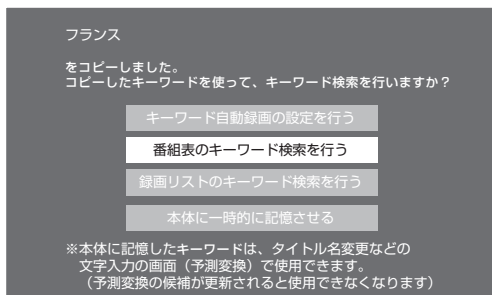 フランス
をコピーしました。
コピーしたキーワードを使って、キーワード検索を行いますか？
キーワード自動録画の設定を行う
番組表のキーワード検索を行う
録画リストのキーワード検索を行う
本体に一時的に記憶させる
※本体に記憶したキーワードは、タイトル名変更などの
文字入力の画面（予測変換）で使用できます。
（予測変換の候補が更新されると使用できなくなります）